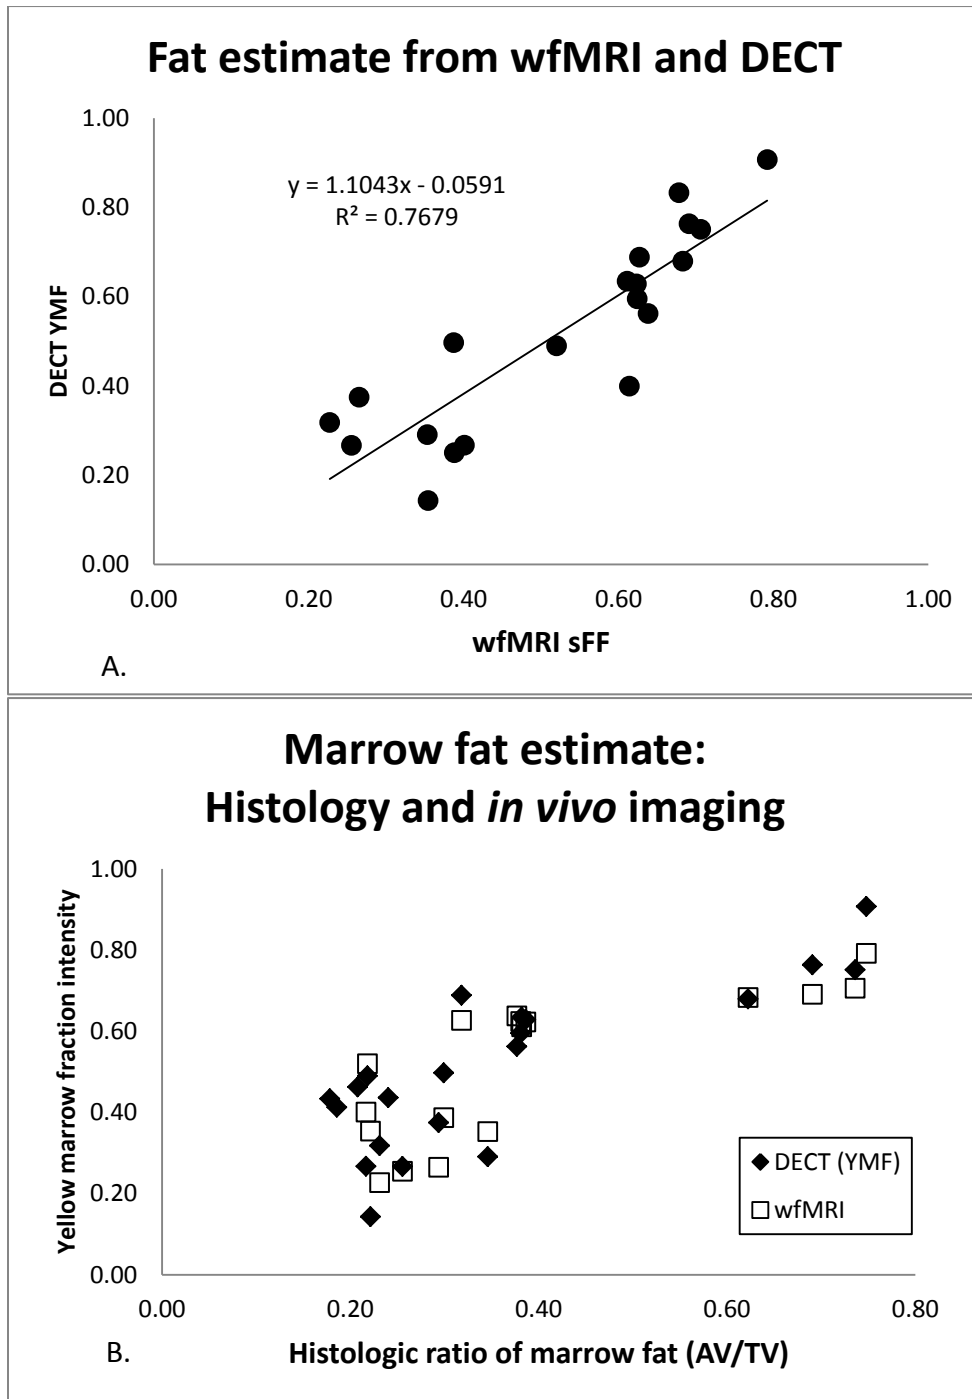 Fat estimate from wfMRI and DECT
1.00
y = 1.1043x - 0.0591
R² = 0.7679
0.80
0.60
DECT YMF
0.40
0.20
0.00
0.00 0.20 0.40 0.60 0.80 1.00
wfMRI sFF
A.
Marrow fat estimate:
Histology and in vivo imaging
1.00
Yellow marrow fraction intensity
0.80
0.60
0.40
0.20
0.00
DECT (YMF)
wfMRI
0.00 0.20 0.40 0.60 0.80
Histologic ratio of marrow fat (AV/TV)
B.